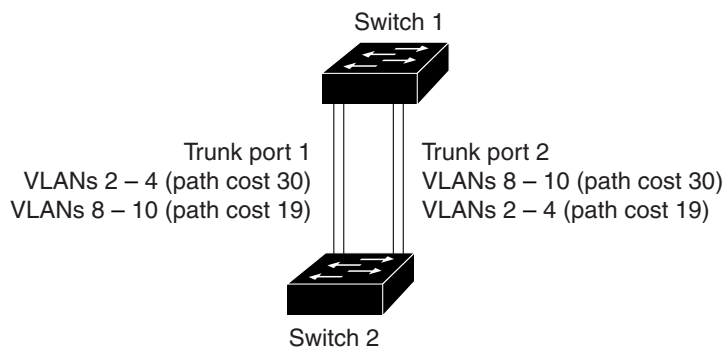 Switch 1
Trunk port 1
VLANs 2 – 4 (path cost 30)
VLANs 8 – 10 (path cost 19)
Trunk port 2
VLANs 8 – 10 (path cost 30)
VLANs 2 – 4 (path cost 19)
Switch 2